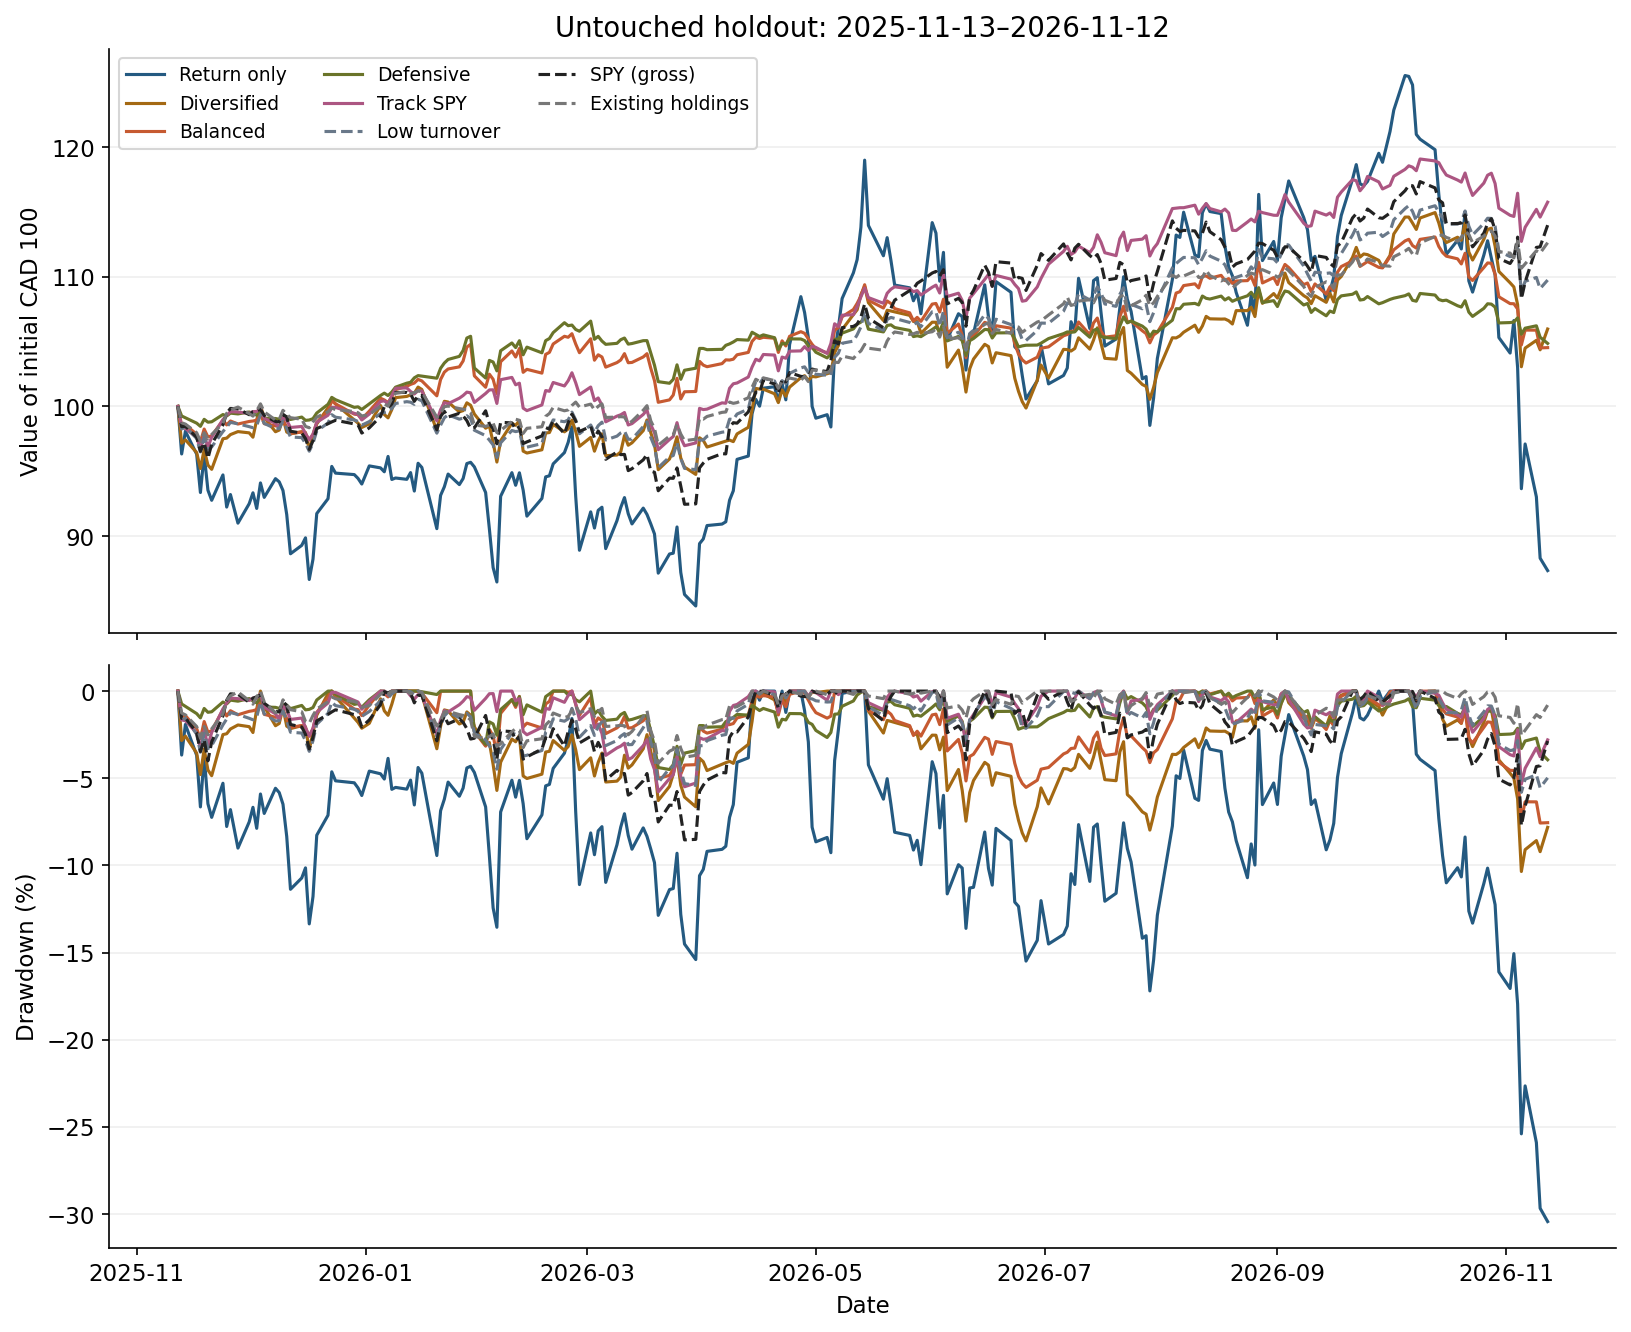 Untouched holdout: 2025-11-13–2026-11-12
Return only
Diversified
Balanced
Defensive
Track SPY
Low turnover
SPY (gross)
Existing holdings
Value of initial CAD 100
120
110
100
90
Drawdown (%)
0
−5
−10
−15
−20
−25
−30
2025-11
2026-01
2026-03
2026-05
2026-07
2026-09
2026-11
Date